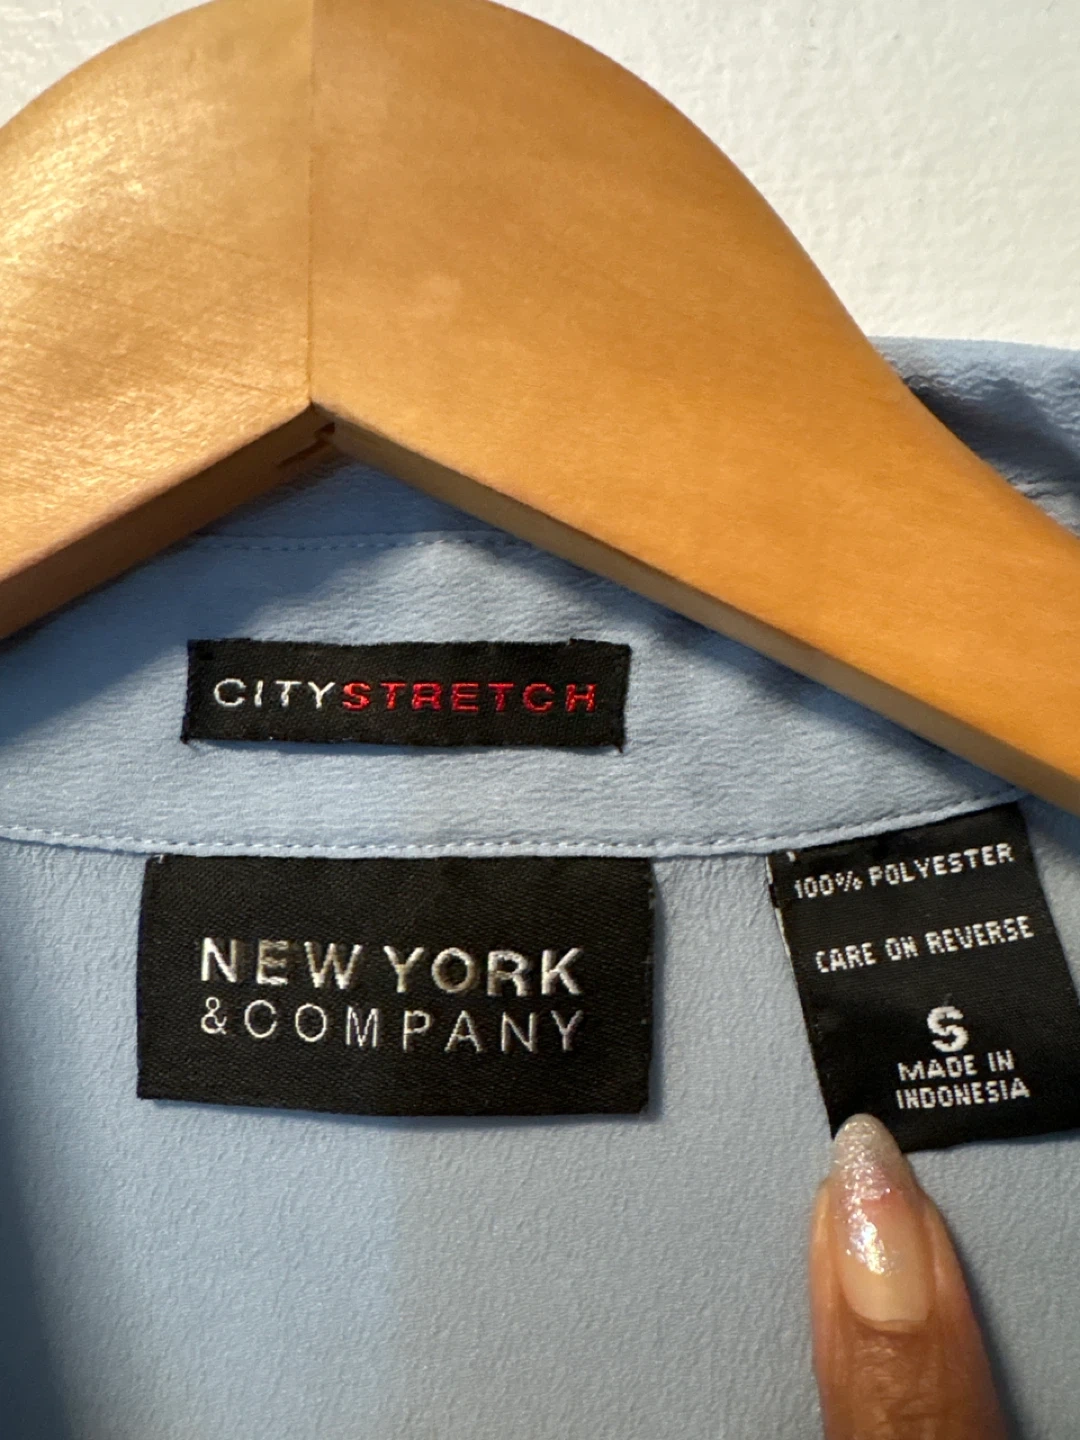 CITYSTRETCH
NEW YORK
& COMPANY
100% POLYESTER
CARE ON REVERSE
S
MADE IN
INDONESIA